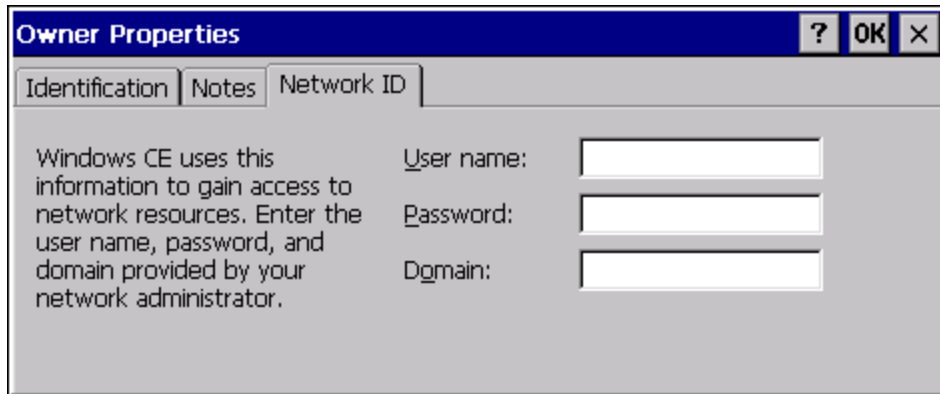 Owner Properties ? OK ×
Identification Notes Network ID
Windows CE uses this
information to gain access to
network resources. Enter the
user name, password, and
domain provided by your
network administrator.
User name:
Password:
Domain: